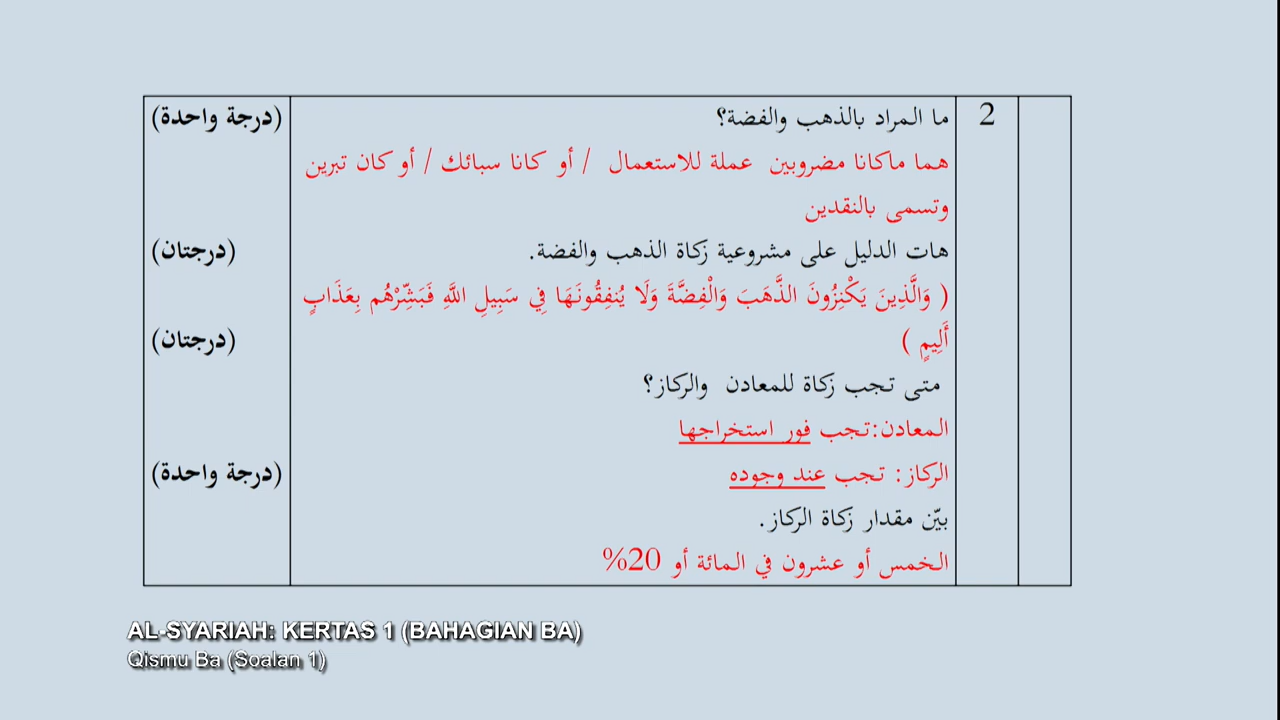 2
ما المراد بالذهب والفضة؟ (درجة واحدة)
هما ماكانا مضروبين عملة للاستعمال / أو كانا سبائك / أو كان تبرين
وتسمى بالنقدين
هات الدليل على مشروعية زكاة الذهب والفضة. (درجتان)
( وَالَّذِينَ يَكْنِزُونَ الذَّهَبَ وَالْفِضَّةَ وَلَا يُنفِقُونَهَا فِي سَبِيلِ اللَّهِ فَبَشِّرْهُم بِعَذَابٍ
أَلِيمٍ ) (درجتان)
متى تجب زكاة للمعادن والركاز؟
المعادن:تجب فور استخراجها
الركاز: تجب عند وجوده (درجة واحدة)
بيّن مقدار زكاة الركاز.
الخمس أو عشرون في المائة أو 20%
AL-SYARIAH: KERTAS 1 (BAHAGIAN BA)
Qismu Ba (Soalan 1)